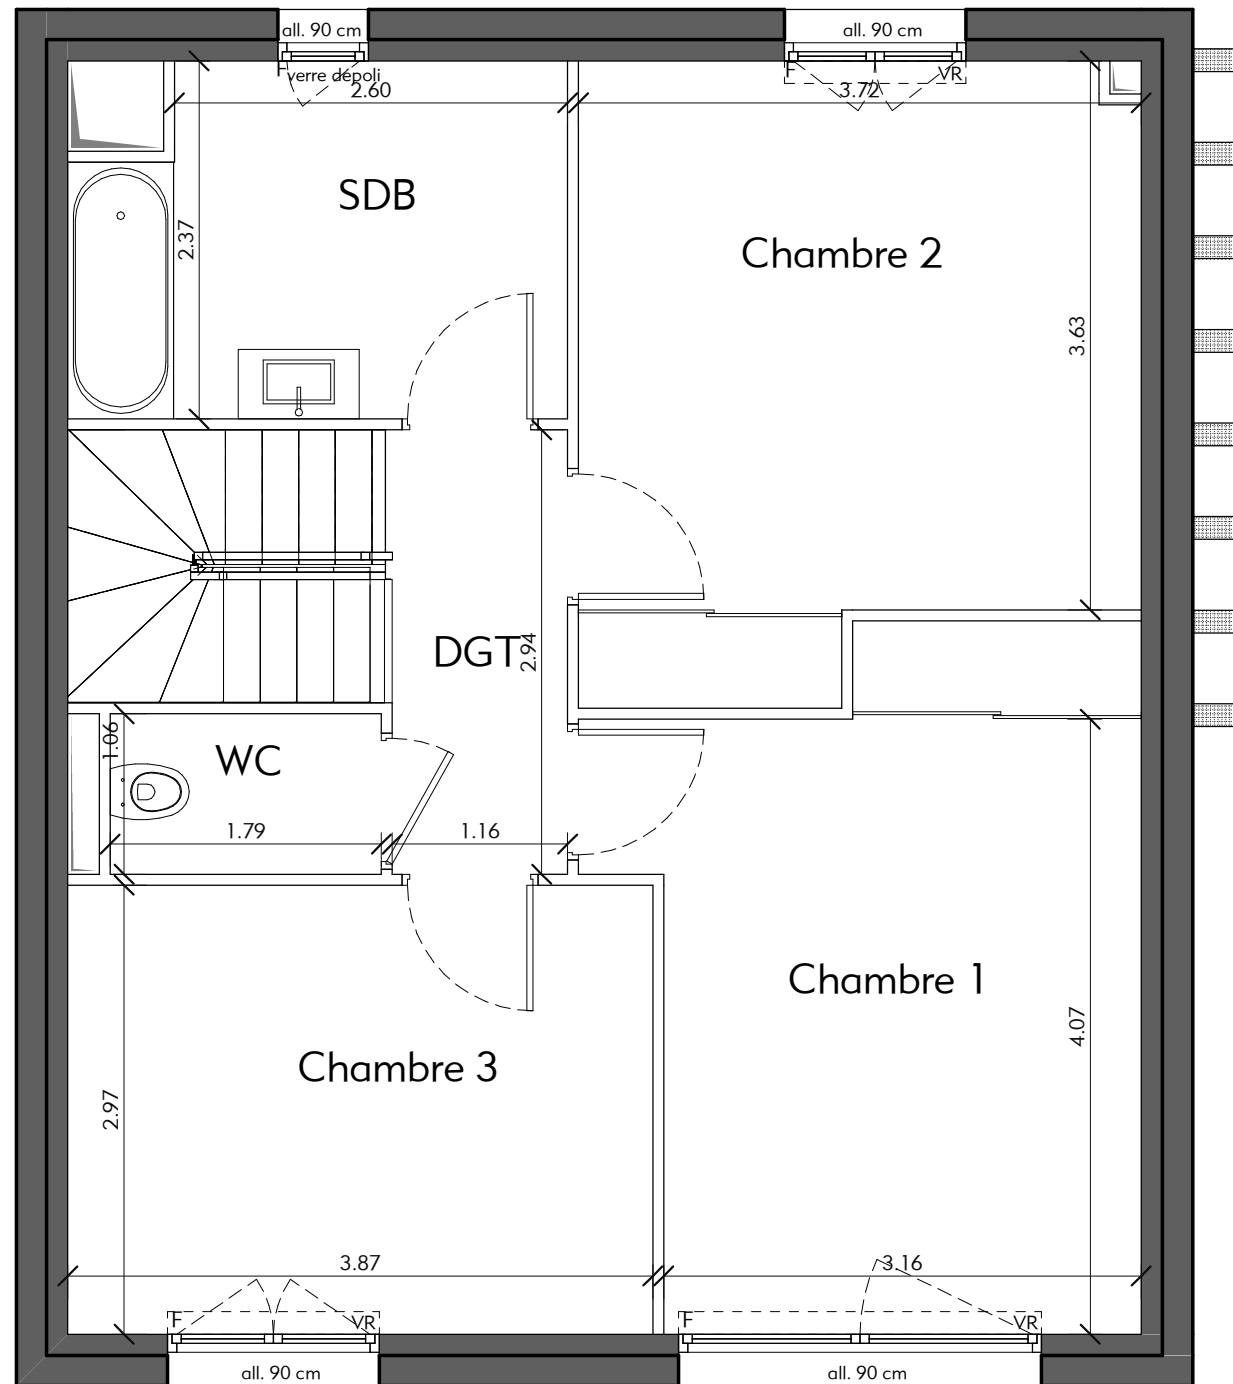 all. 90 cm
all. 90 cm
F verre dépoli
F
VR
2.60
3.72
SDB
2.37
Chambre 2
3.63
DGT
2.94
1.06
WC
1.79
1.16
Chambre 1
4.07
Chambre 3
2.97
3.87
3.16
F
VR
F
VR
all. 90 cm
all. 90 cm